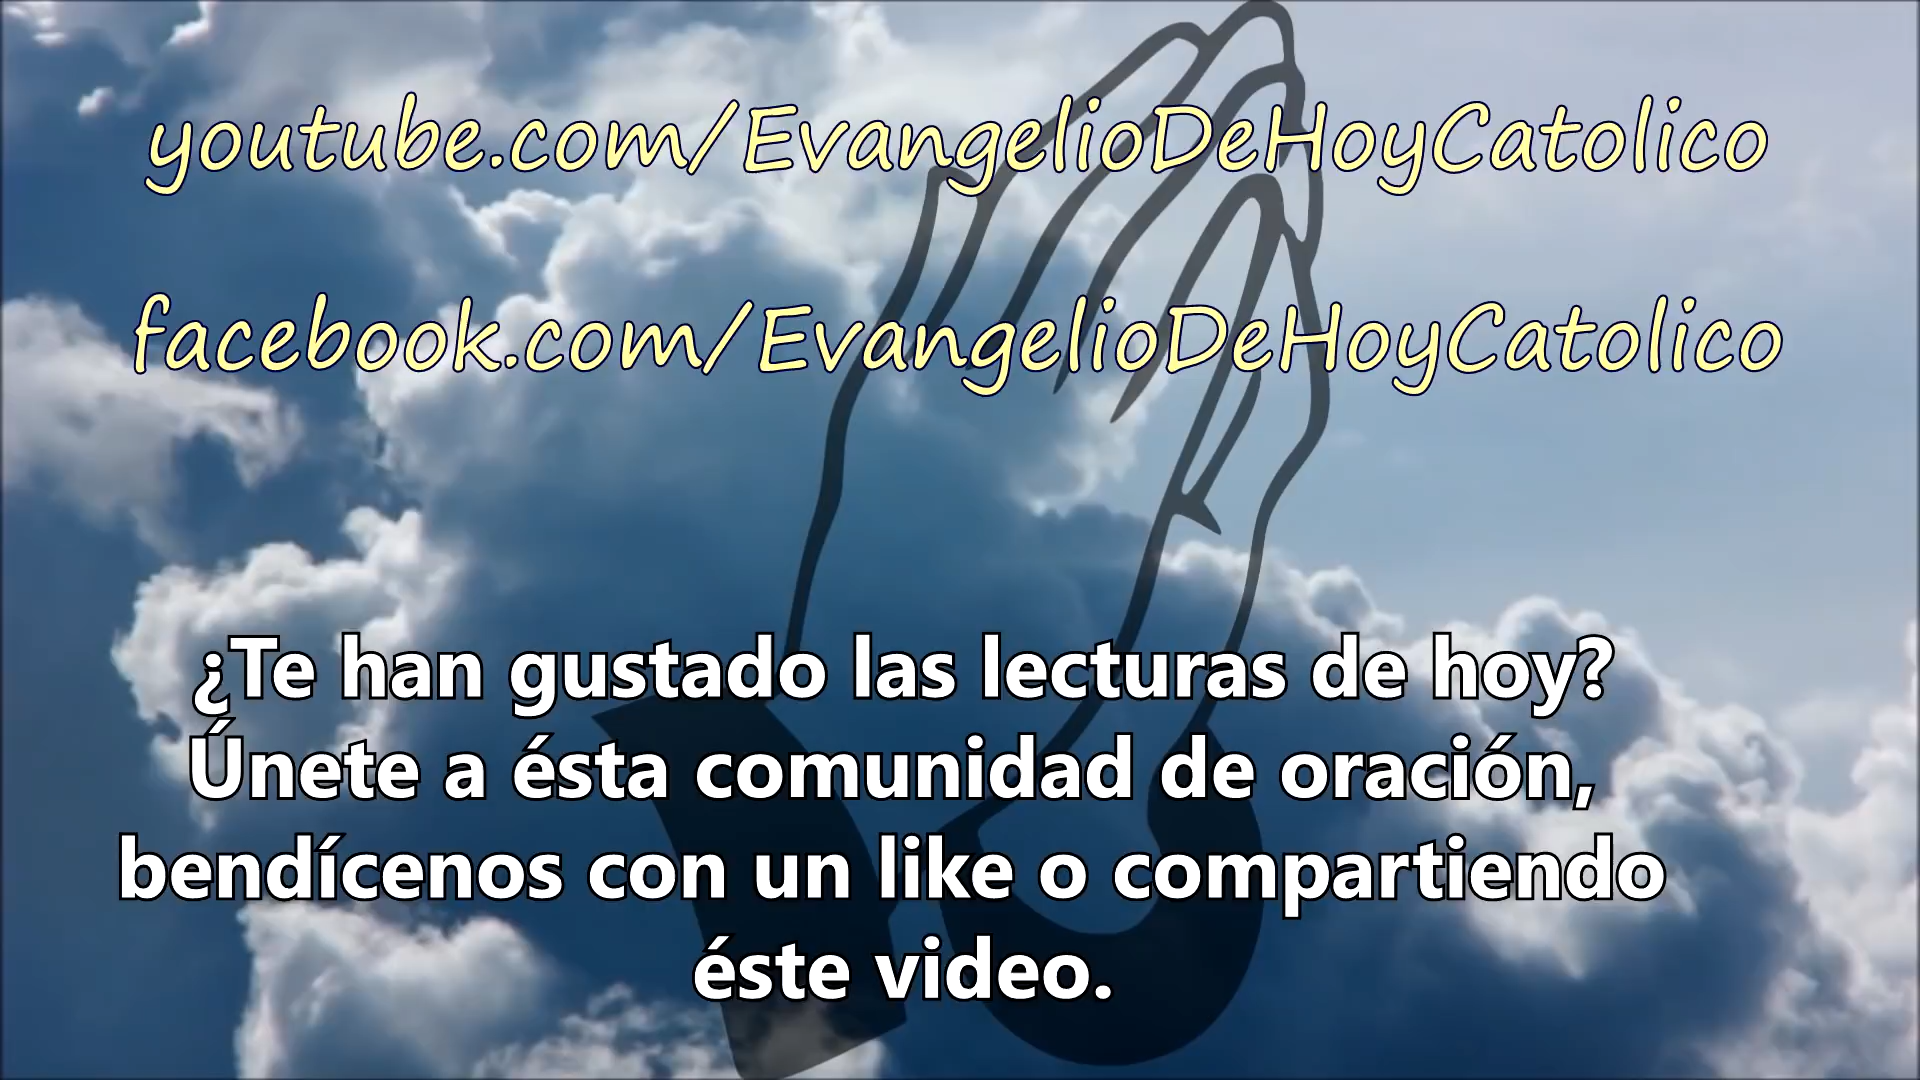 youtube.com/EvangelioDeHoyCatolico
facebook.com/EvangelioDeHoyCatolico
¿Te han gustado las lecturas de hoy?
Únete a ésta comunidad de oración,
bendícenos con un like o compartiendo
éste video.